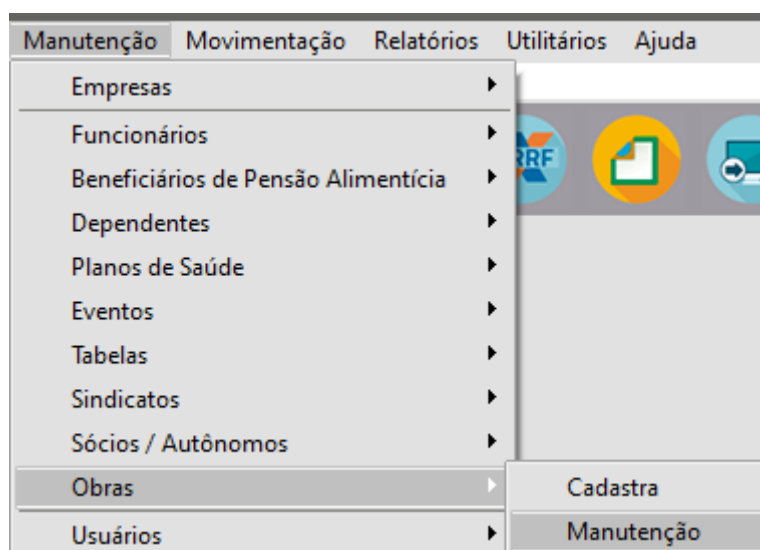 Manutenção Movimentação Relatórios Utilitários Ajuda
Empresas
Funcionários
RRF
Beneficiários de Pensão Alimentícia
Dependentes
Planos de Saúde
Eventos
Tabelas
Sindicatos
Sócios / Autônomos
Obras
Cadastra
Usuários
Manutenção